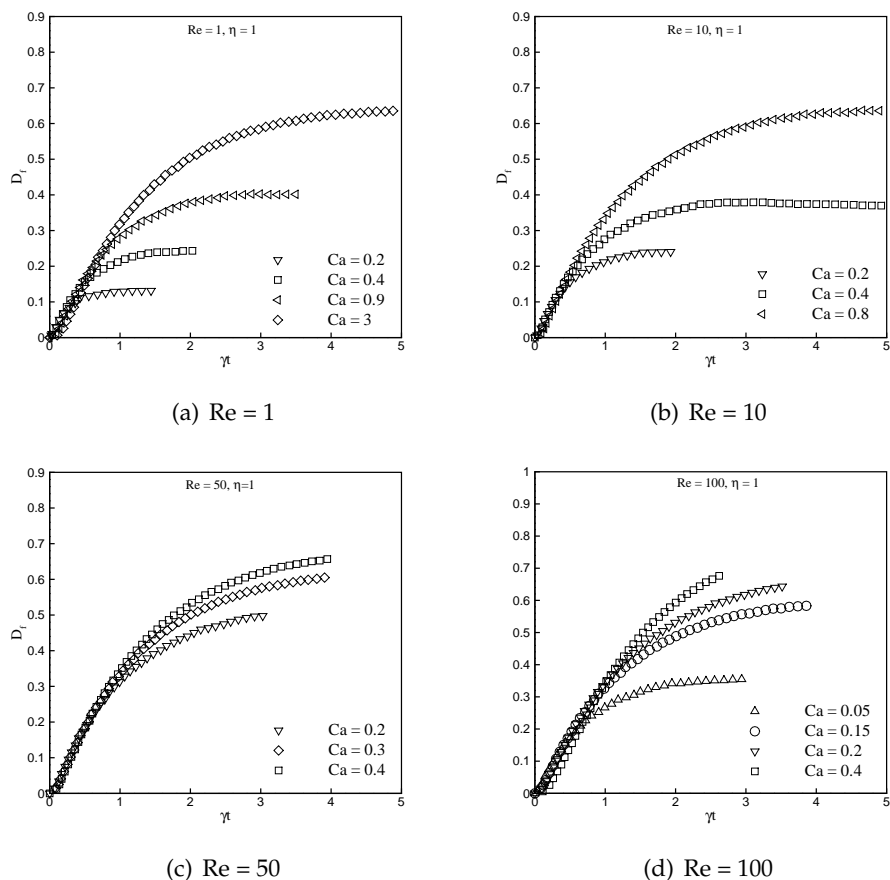 Re = 1, η = 1
0.9
0.8
0.7
0.6
0.5
0.4
0.3
0.2
0.1
0
D_f
Ca = 0.2
Ca = 0.4
Ca = 0.9
Ca = 3
0 1 2 3 4 5
γt
(a) Re = 1
Re = 10, η = 1
0.9
0.8
0.7
0.6
0.5
0.4
0.3
0.2
0.1
0
D_f
Ca = 0.2
Ca = 0.4
Ca = 0.8
0 1 2 3 4 5
γt
(b) Re = 10
Re = 50, η=1
0.9
0.8
0.7
0.6
0.5
0.4
0.3
0.2
0.1
0
D_f
Ca = 0.2
Ca = 0.3
Ca = 0.4
0 1 2 3 4 5
γt
(c) Re = 50
Re = 100, η = 1
1
0.9
0.8
0.7
0.6
0.5
0.4
0.3
0.2
0.1
0
D_f
Ca = 0.05
Ca = 0.15
Ca = 0.2
Ca = 0.4
0 1 2 3 4 5
γt
(d) Re = 100